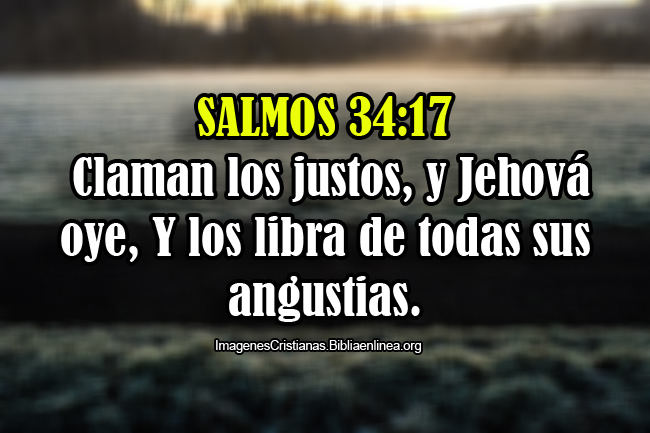 SALMOS 34:17
Claman los justos, y Jehová
oye, Y los libra de todas sus
angustias.
ImagenesCristianas.Bibliaenlinea.org